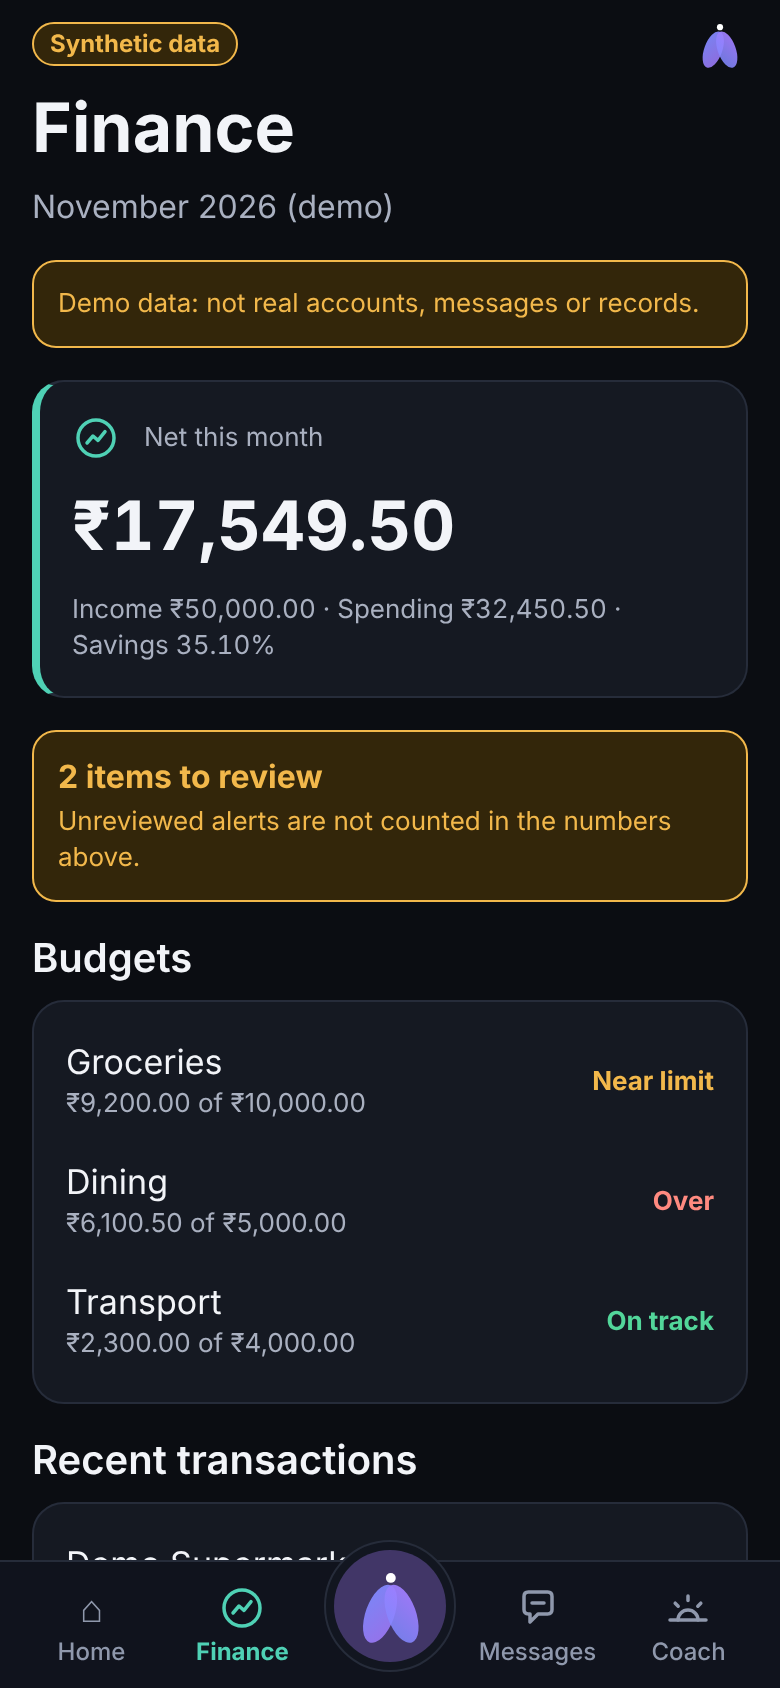 Synthetic data
Finance
November 2026 (demo)
Demo data: not real accounts, messages or records.
Net this month
₹17,549.50
Income ₹50,000.00 · Spending ₹32,450.50 ·
Savings 35.10%
2 items to review
Unreviewed alerts are not counted in the numbers
above.
Budgets
Groceries
₹9,200.00 of ₹10,000.00
Near limit
Dining
₹6,100.50 of ₹5,000.00
Over
Transport
₹2,300.00 of ₹4,000.00
On track
Recent transactions
Home
Finance
Messages
Coach